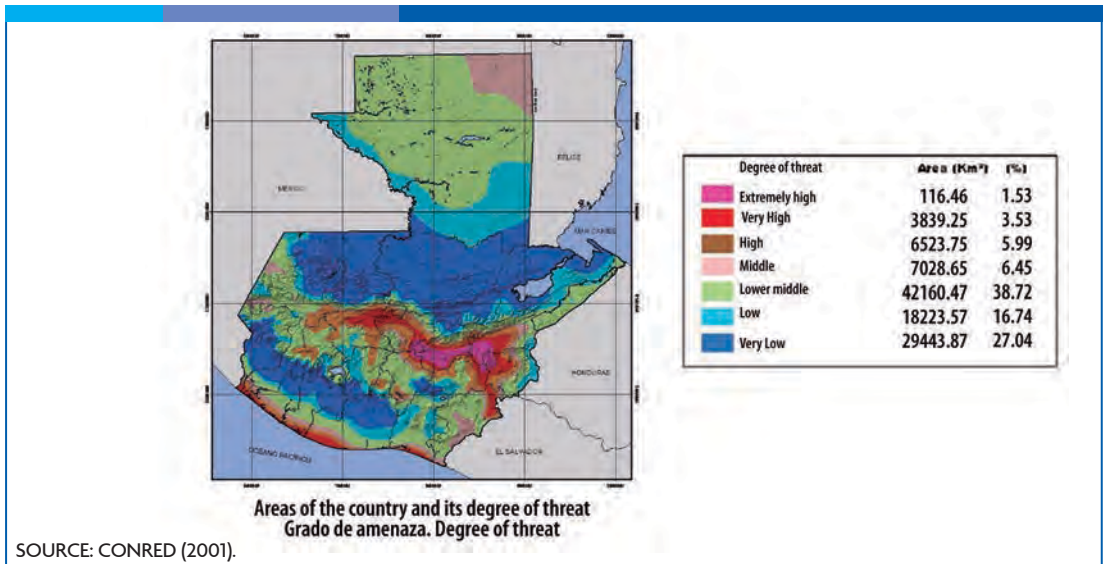 MEXICO
BELICE
MAR CARIBE
HONDURAS
EL SALVADOR
OCEANO PACIFICO
Degree of threat Area (Km²) (%)
Extremely high 116.46 1.53
Very High 3839.25 3.53
High 6523.75 5.99
Middle 7028.65 6.45
Lower middle 42160.47 38.72
Low 18223.57 16.74
Very Low 29443.87 27.04
Areas of the country and its degree of threat
Grado de amenaza. Degree of threat
SOURCE: CONRED (2001).